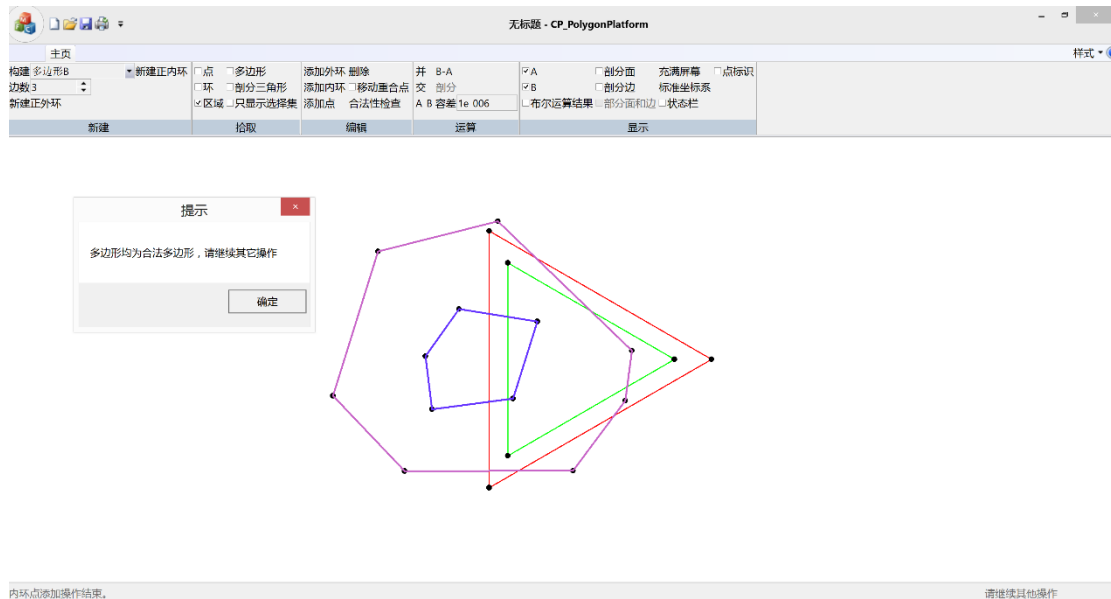 无标题 - CP_PolygonPlatform
主页
样式
构建 多边形B 新建正内环 点 多边形 添加外环 删除 并 B-A A 剖分面 充满屏幕 点标识
边数 3 环 剖分三角形 添加内环 移动重合点 交 剖分 B 剖分边 标准坐标系
新建正外环 区域 只显示选择集 添加点 合法性检查 A B 容差 1e 006 布尔运算结果 部分面和边 状态栏
新建 拾取 编辑 运算 显示
提示
多边形均为合法多边形，请继续其它操作
确定
内环点添加操作结束。 请继续其他操作